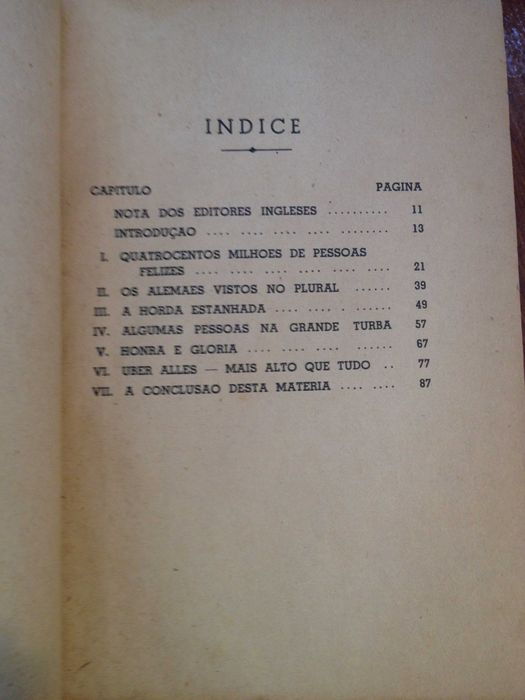 INDICE
CAPITULO PAGINA
NOTA DOS EDITORES INGLESES .......... 11
INTRODUÇAO .... .... .... .... ........ 13
I. QUATROCENTOS MILHOES DE PESSOAS
FELIZES .... .... .... .... .... .... 21
II. OS ALEMAES VISTOS NO PLURAL ...... 39
III. A HORDA ESTANHADA .... .... . ...... 49
IV. ALGUMAS PESSOAS NA GRANDE TURBA 57
V. HONRA E GLORIA .... .... .... ...... 67
VI. UBER ALLES — MAIS ALTO QUE TUDO .. 77
VII. A CONCLUSAO DESTA MATERIA .... .... 87